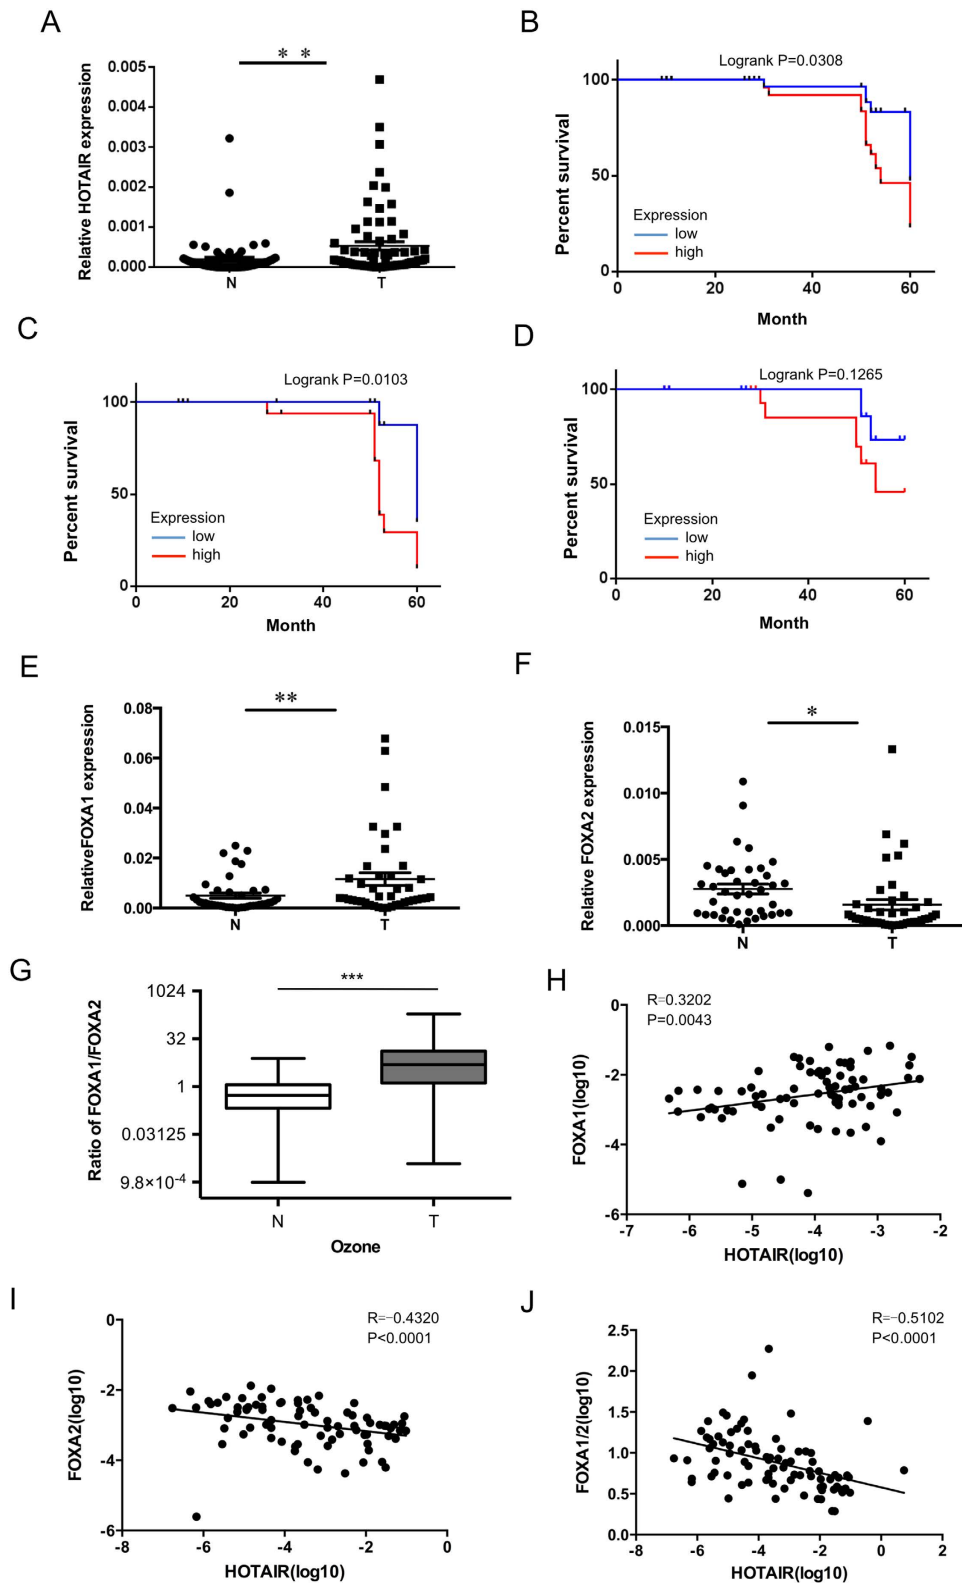 A
* *
Relative HOTAIR expression
0.005
0.004
0.003
0.002
0.001
0.000
N
T
B
Logrank P=0.0308
Percent survival
100
50
0
Expression
low
high
0
20
40
60
Month
C
Logrank P=0.0103
Percent survival
100
50
0
Expression
low
high
0
20
40
60
Month
D
Logrank P=0.1265
Percent survival
100
50
0
Expression
low
high
0
20
40
60
Month
E
**
RelativeFOXA1 expression
0.08
0.06
0.04
0.02
0.00
N
T
F
*
Relative FOXA2 expression
0.015
0.010
0.005
0.000
N
T
G
***
Ratio of FOXA1/FOXA2
1024
32
1
0.03125
9.8×10-4
N
T
Ozone
H
R=0.3202
P=0.0043
FOXA1(log10)
0
-2
-4
-6
-7
-6
-5
-4
-3
-2
HOTAIR(log10)
I
R=-0.4320
P<0.0001
FOXA2(log10)
0
-2
-4
-6
-8
-6
-4
-2
0
HOTAIR(log10)
J
R=-0.5102
P<0.0001
FOXA1/2(log10)
2.5
2.0
1.5
1.0
0.5
0.0
-8
-6
-4
-2
0
2
HOTAIR(log10)